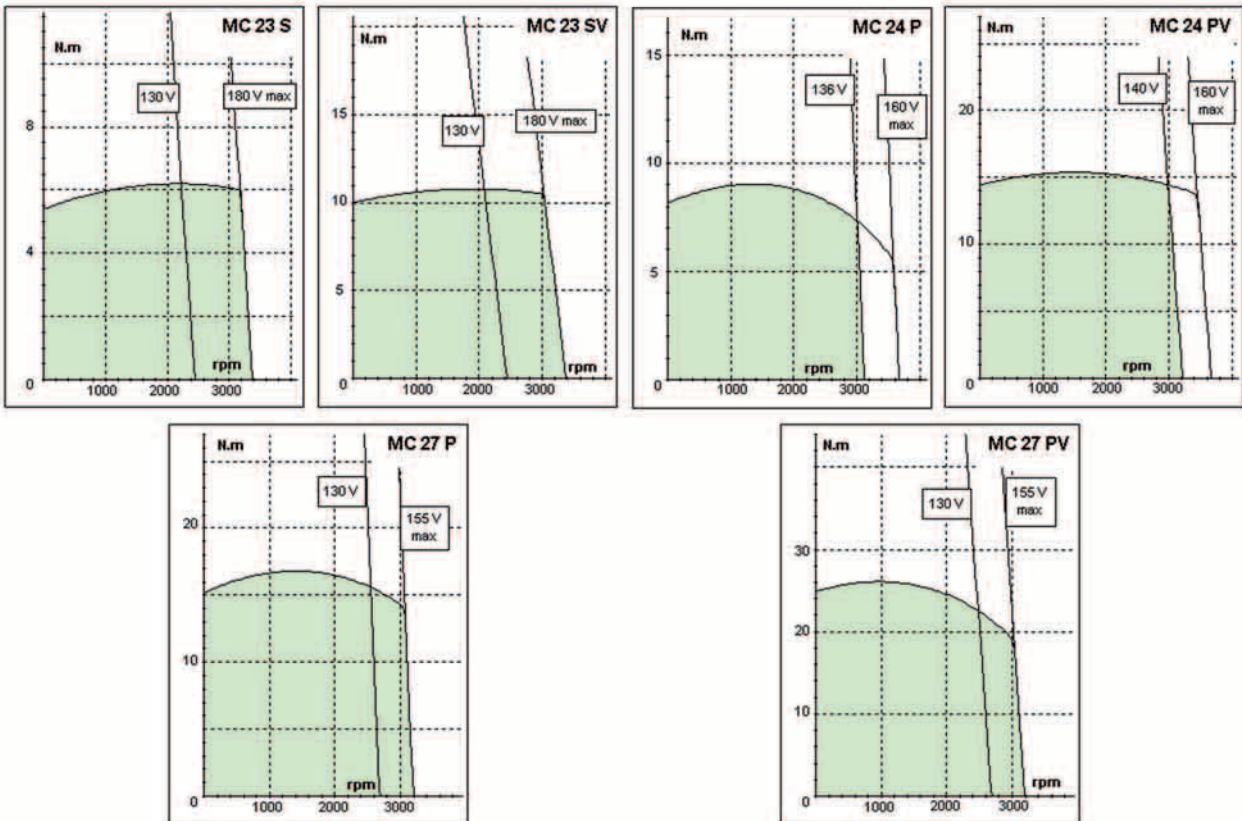 MC 23 S
N.m
130 V
180 V max
8
4
0
rpm
1000
2000
3000
MC 23 SV
N.m
15
130 V
180 V max
10
5
0
rpm
1000
2000
3000
MC 24 P
N.m
15
136 V
160 V
max
10
5
0
rpm
1000
2000
3000
MC 24 PV
N.m
20
140 V
160 V
max
10
0
rpm
1000
2000
3000
MC 27 P
N.m
130 V
155 V
max
20
10
0
rpm
1000
2000
3000
MC 27 PV
N.m
130 V
155 V
max
30
20
10
0
rpm
1000
2000
3000